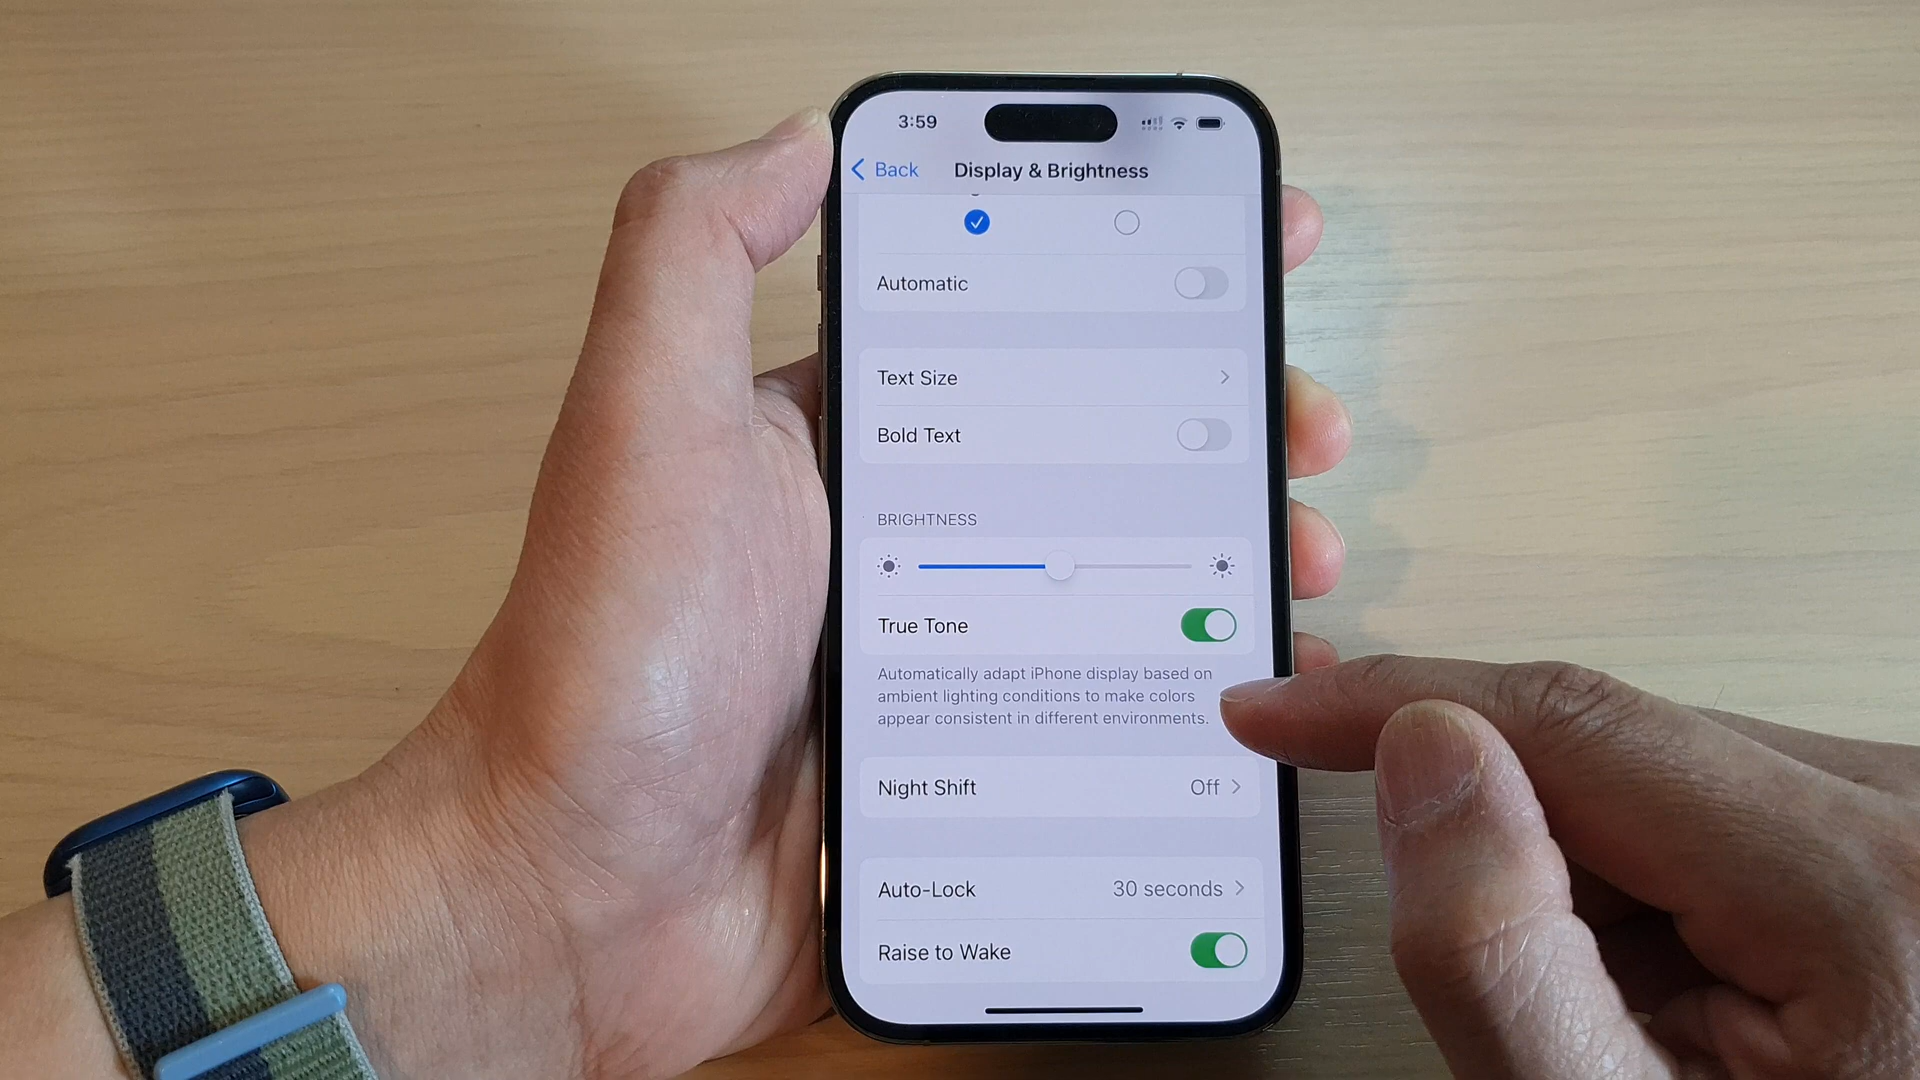 3:59
Back
Display & Brightness
Automatic
Text Size
Bold Text
BRIGHTNESS
True Tone
Automatically adapt iPhone display based on
ambient lighting conditions to make colors
appear consistent in different environments.
Night Shift Off
Auto-Lock 30 seconds
Raise to Wake